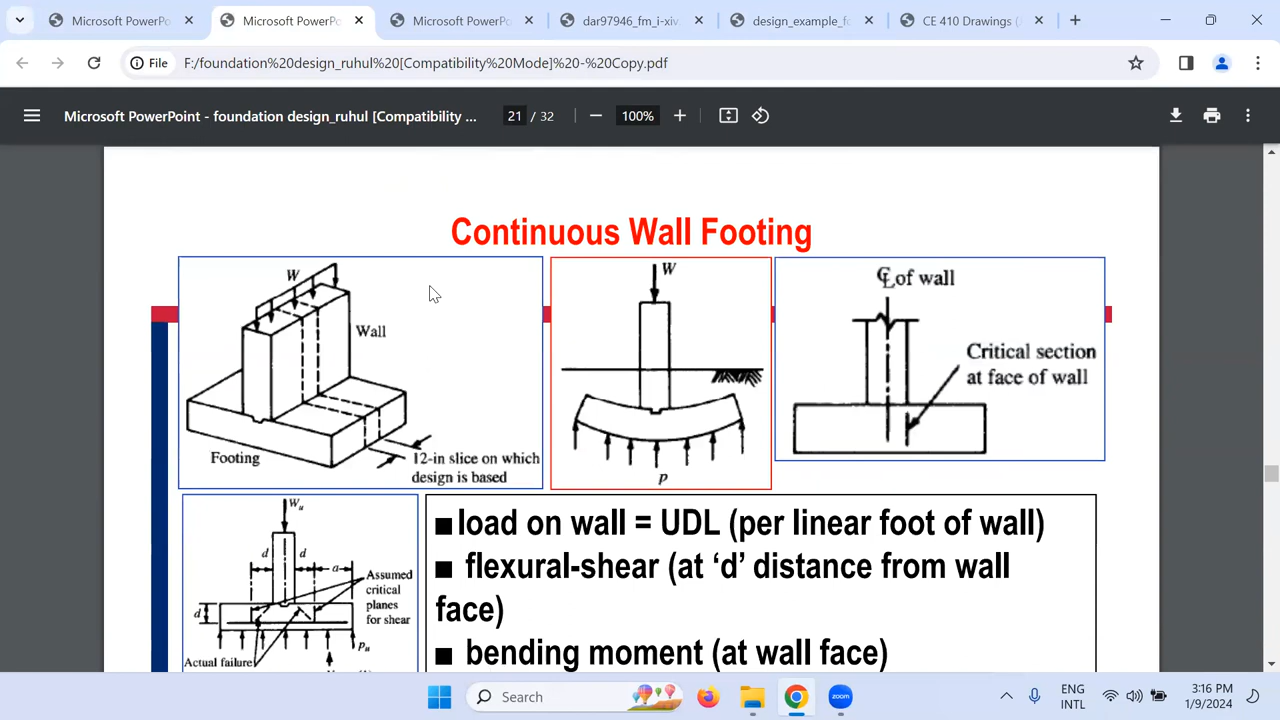 Microsoft PowerPo
Microsoft PowerPoi
Microsoft PowerPo
dar97946_fm_i-xiv.
design_example_fo
CE 410 Drawings (
File
F:/foundation%20design_ruhul%20[Compatibility%20Mode]%20-%20Copy.pdf
Microsoft PowerPoint - foundation design_ruhul [Compatibility ...
21 / 32
100%
Continuous Wall Footing
W
Wall
Footing
12-in slice on which
design is based
W
p
℄ of wall
Critical section
at face of wall
Wu
d
d
a
d
Assumed
critical
planes
for shear
pu
Actual failure
■ load on wall = UDL (per linear foot of wall)
■ flexural-shear (at ‘d’ distance from wall
face)
■ bending moment (at wall face)
Search
zoom
ENG
INTL
3:16 PM
1/9/2024